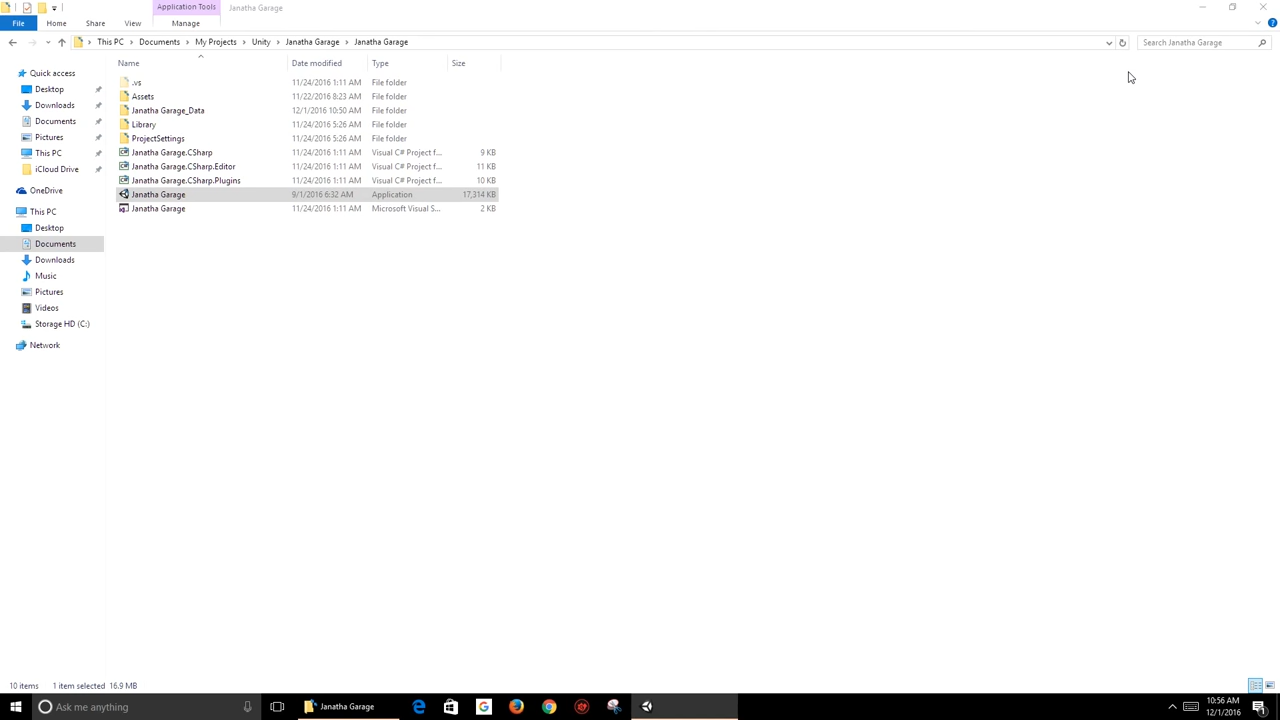 Application Tools
Janatha Garage
File
Home
Share
View
Manage
This PC
Documents
My Projects
Unity
Janatha Garage
Janatha Garage
Search Janatha Garage
Name
Date modified
Type
Size
Quick access
Desktop
Downloads
Documents
Pictures
This PC
iCloud Drive
OneDrive
This PC
Desktop
Documents
Downloads
Music
Pictures
Videos
Storage HD (C:)
Network
.vs 11/24/2016 1:11 AM File folder
Assets 11/22/2016 8:23 AM File folder
Janatha Garage_Data 12/1/2016 10:50 AM File folder
Library 11/24/2016 5:26 AM File folder
ProjectSettings 11/24/2016 5:26 AM File folder
Janatha Garage.CSharp 11/24/2016 1:11 AM Visual C# Project f... 9 KB
Janatha Garage.CSharp.Editor 11/24/2016 1:11 AM Visual C# Project f... 11 KB
Janatha Garage.CSharp.Plugins 11/24/2016 1:11 AM Visual C# Project f... 10 KB
Janatha Garage 9/1/2016 6:32 AM Application 17,314 KB
Janatha Garage 11/24/2016 1:11 AM Microsoft Visual S... 2 KB
10 items 1 item selected 16.9 MB
Ask me anything
Janatha Garage
10:56 AM
12/1/2016